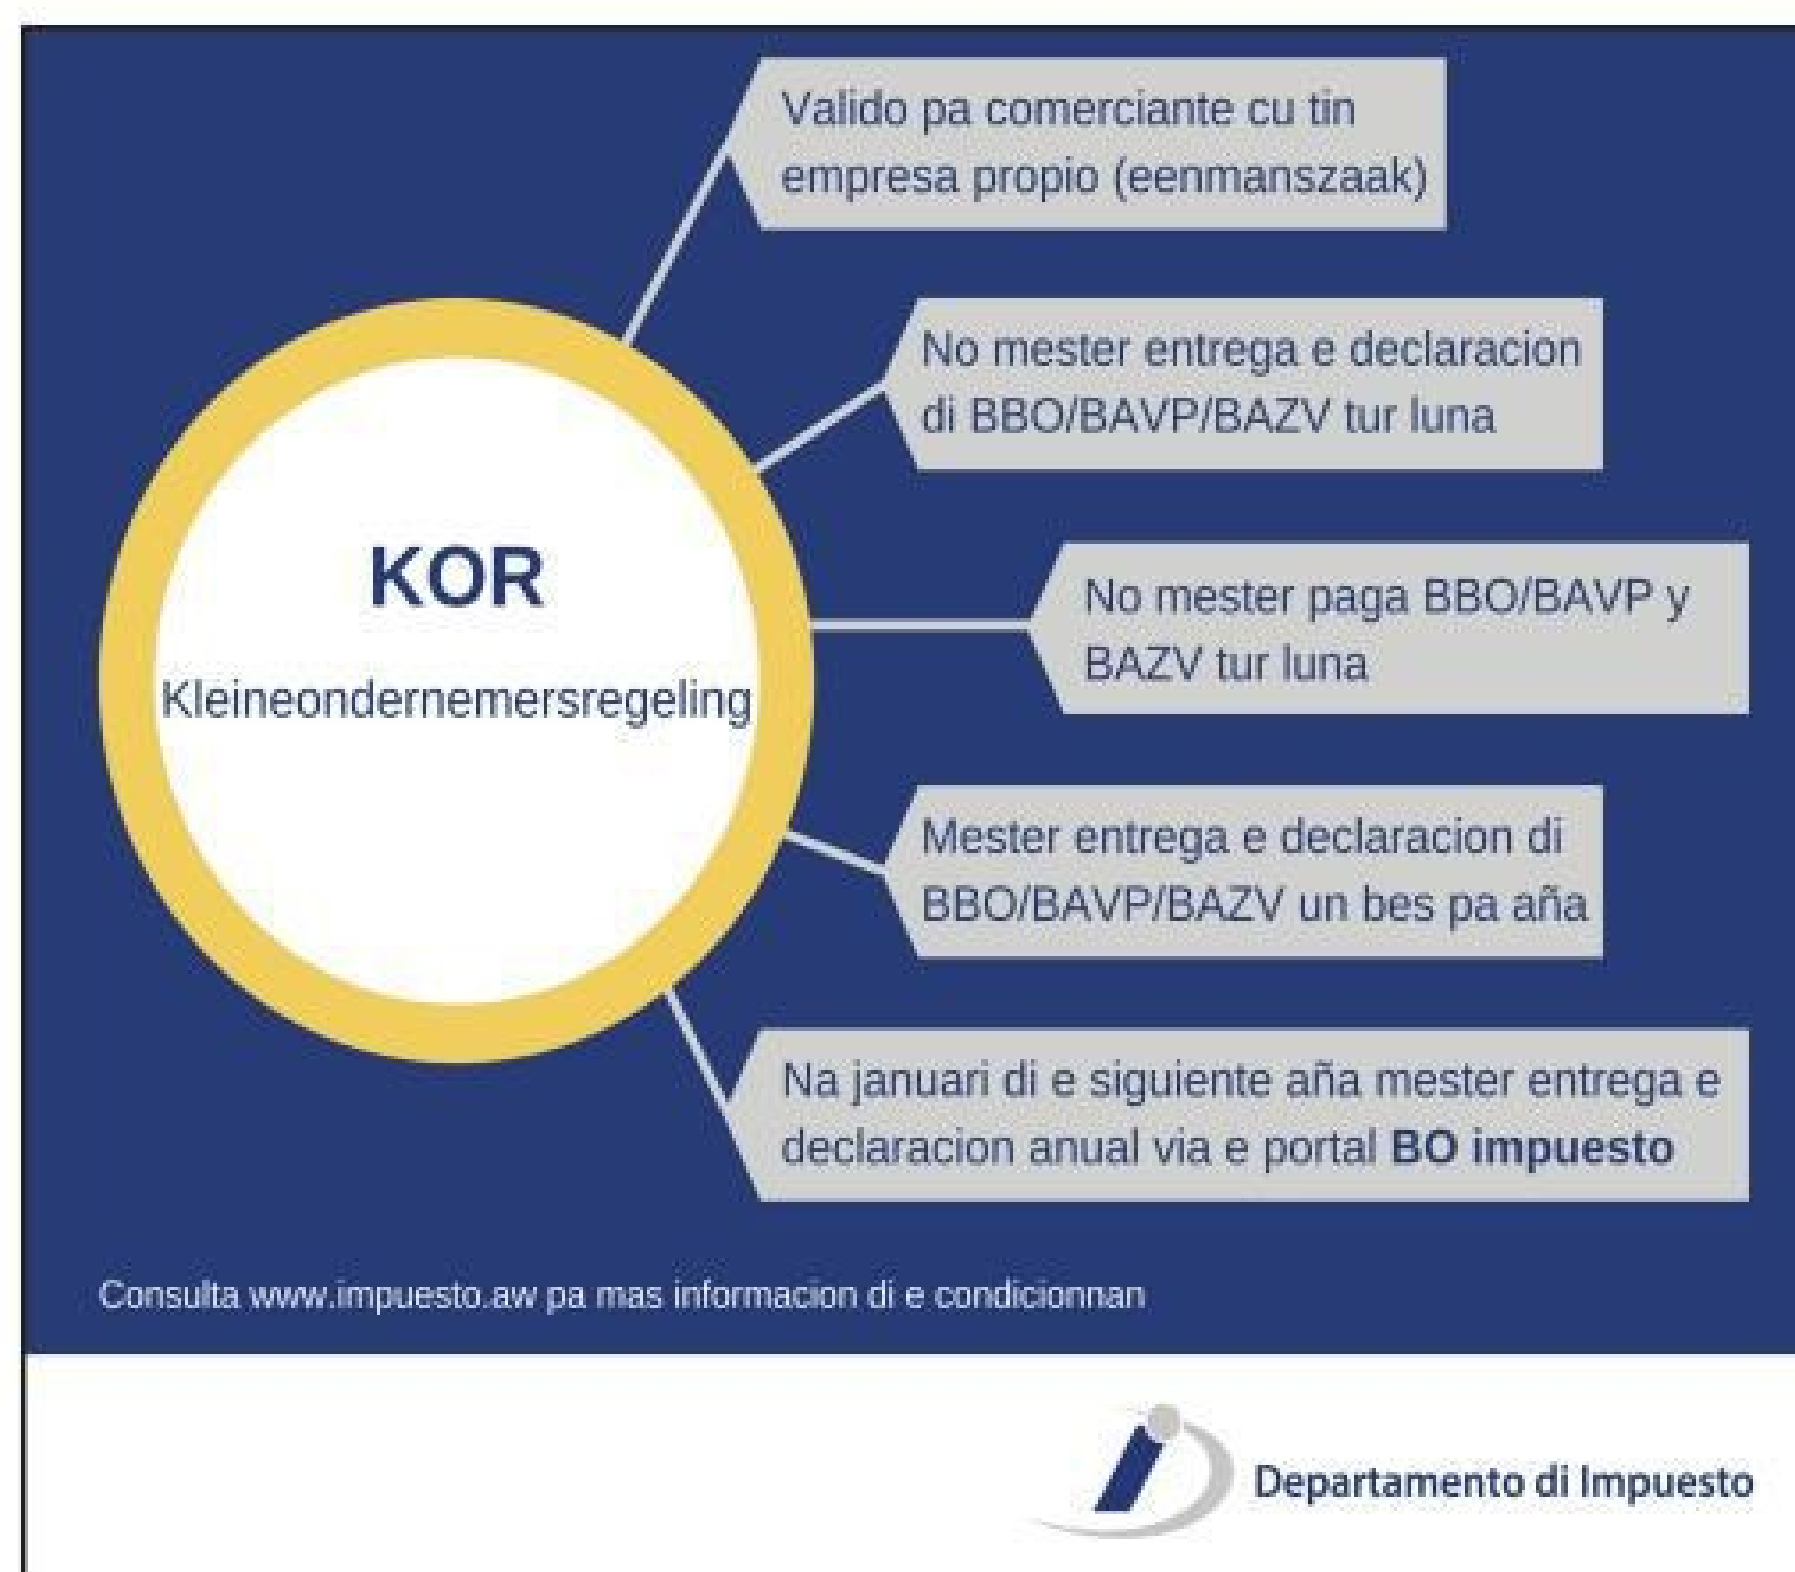 Valido pa comerciante cu tin
empresa propio (eenmanszaak)
No mester entrega e declaracion
di BBO/BAVP/BAZV tur luna
KOR
Kleineondernemersregeling
No mester paga BBO/BAVP y
BAZV tur luna
Mester entrega e declaracion di
BBO/BAVP/BAZV un bes pa aña
Na januari di e siguiente aña mester entrega e
declaracion anual via e portal BO impuesto
Consulta www.impuesto.aw pa mas informacion di e condicionnan
Departamento di Impuesto